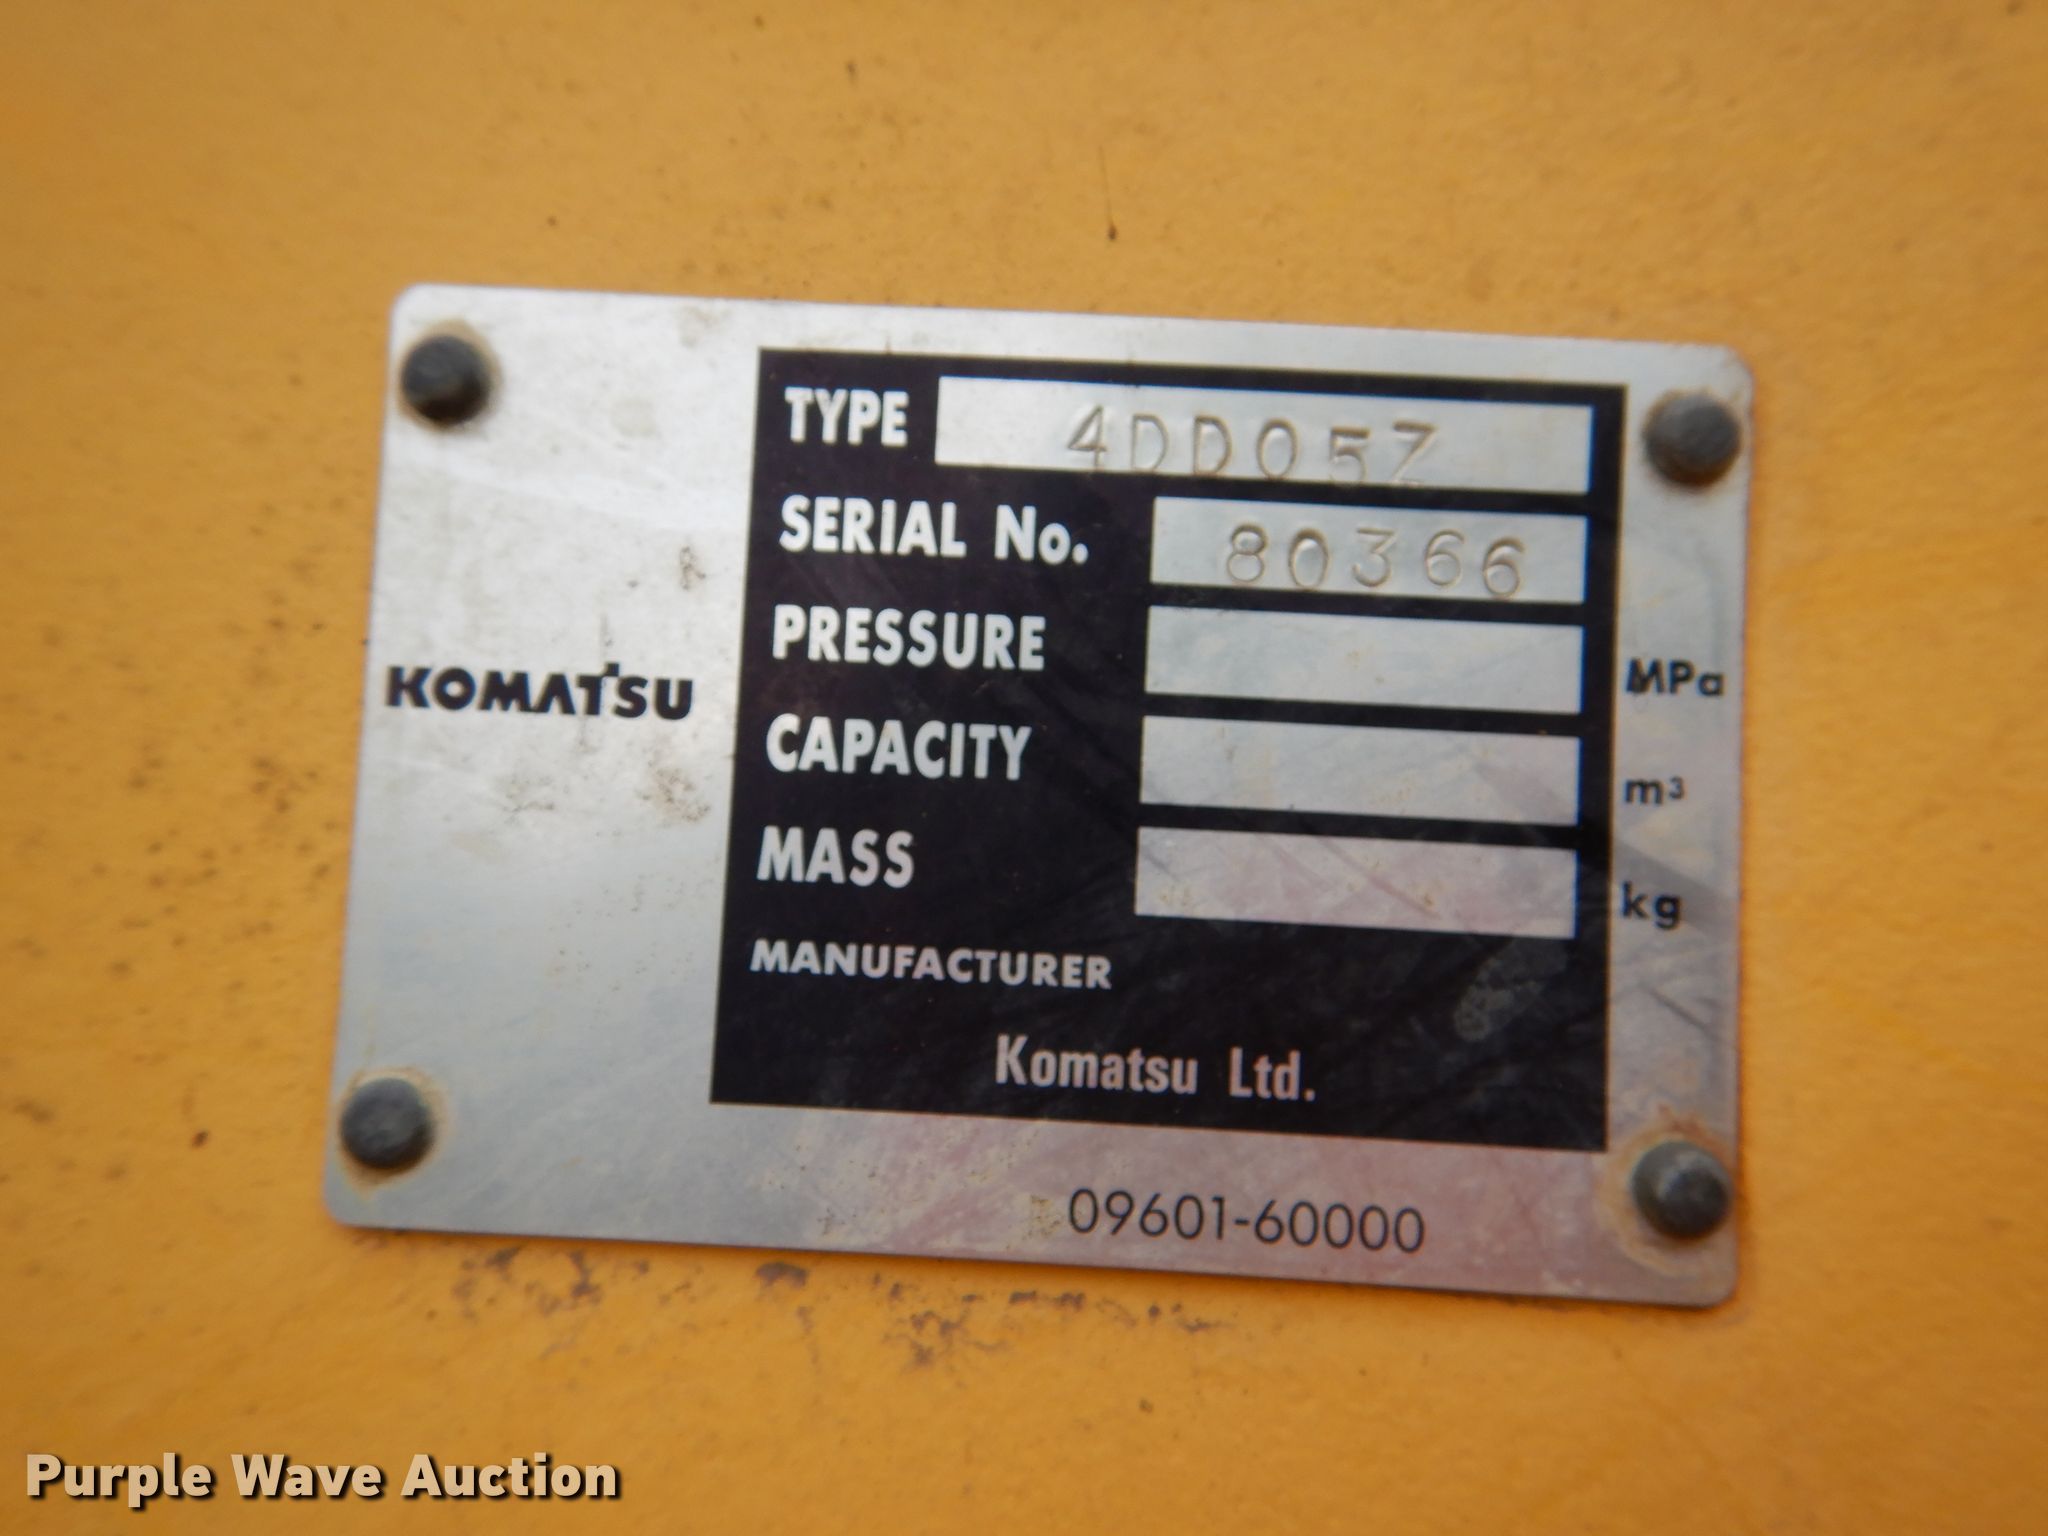 TYPE 4DD05Z
SERIAL No. 80366
PRESSURE MPa
KOMATSU
CAPACITY m³
MASS kg
MANUFACTURER
Komatsu Ltd.
09601-60000
Purple Wave Auction